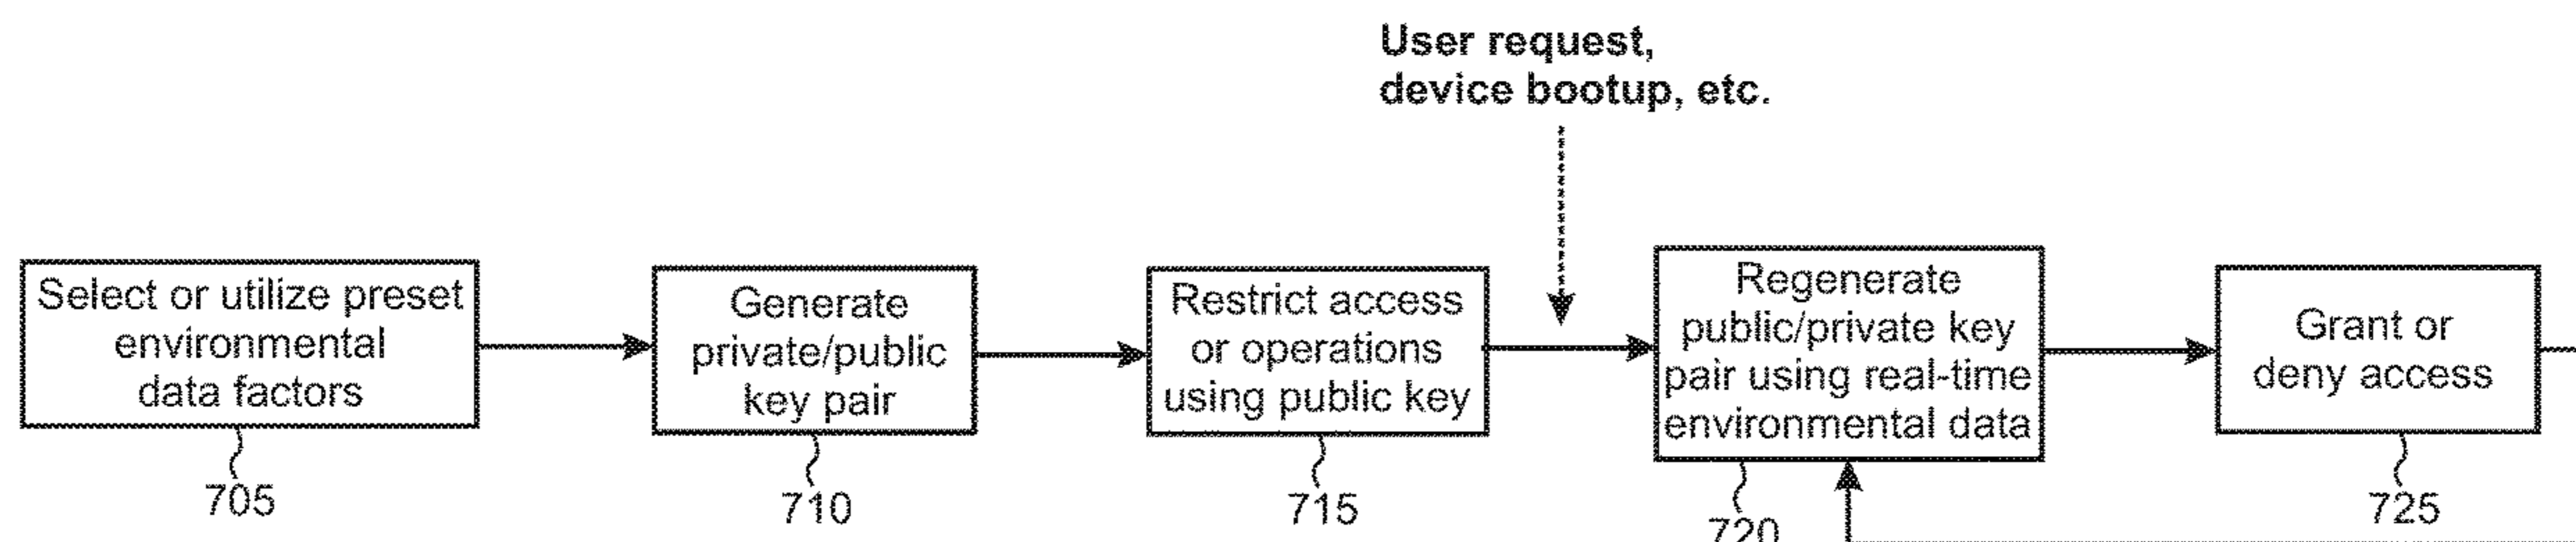 User request,
device bootup, etc.
Select or utilize preset
environmental
data factors
705
Generate
private/public
key pair
710
Restrict access
or operations
using public key
715
Regenerate
public/private key
pair using real-time
environmental data
720
Grant or
deny access
725